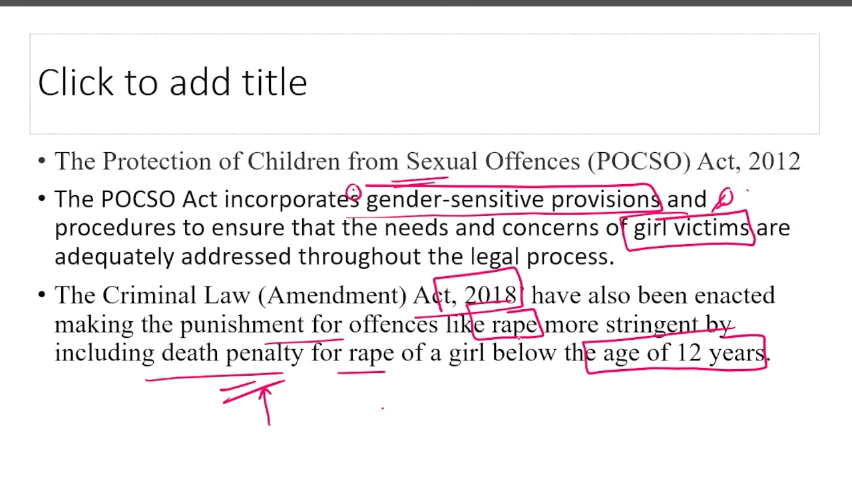 Click to add title
• The Protection of Children from Sexual Offences (POCSO) Act, 2012
• The POCSO Act incorporates gender-sensitive provisions and
procedures to ensure that the needs and concerns of girl victims are
adequately addressed throughout the legal process.
• The Criminal Law (Amendment) Act, 2018 have also been enacted
making the punishment for offences like rape more stringent by
including death penalty for rape of a girl below the age of 12 years.